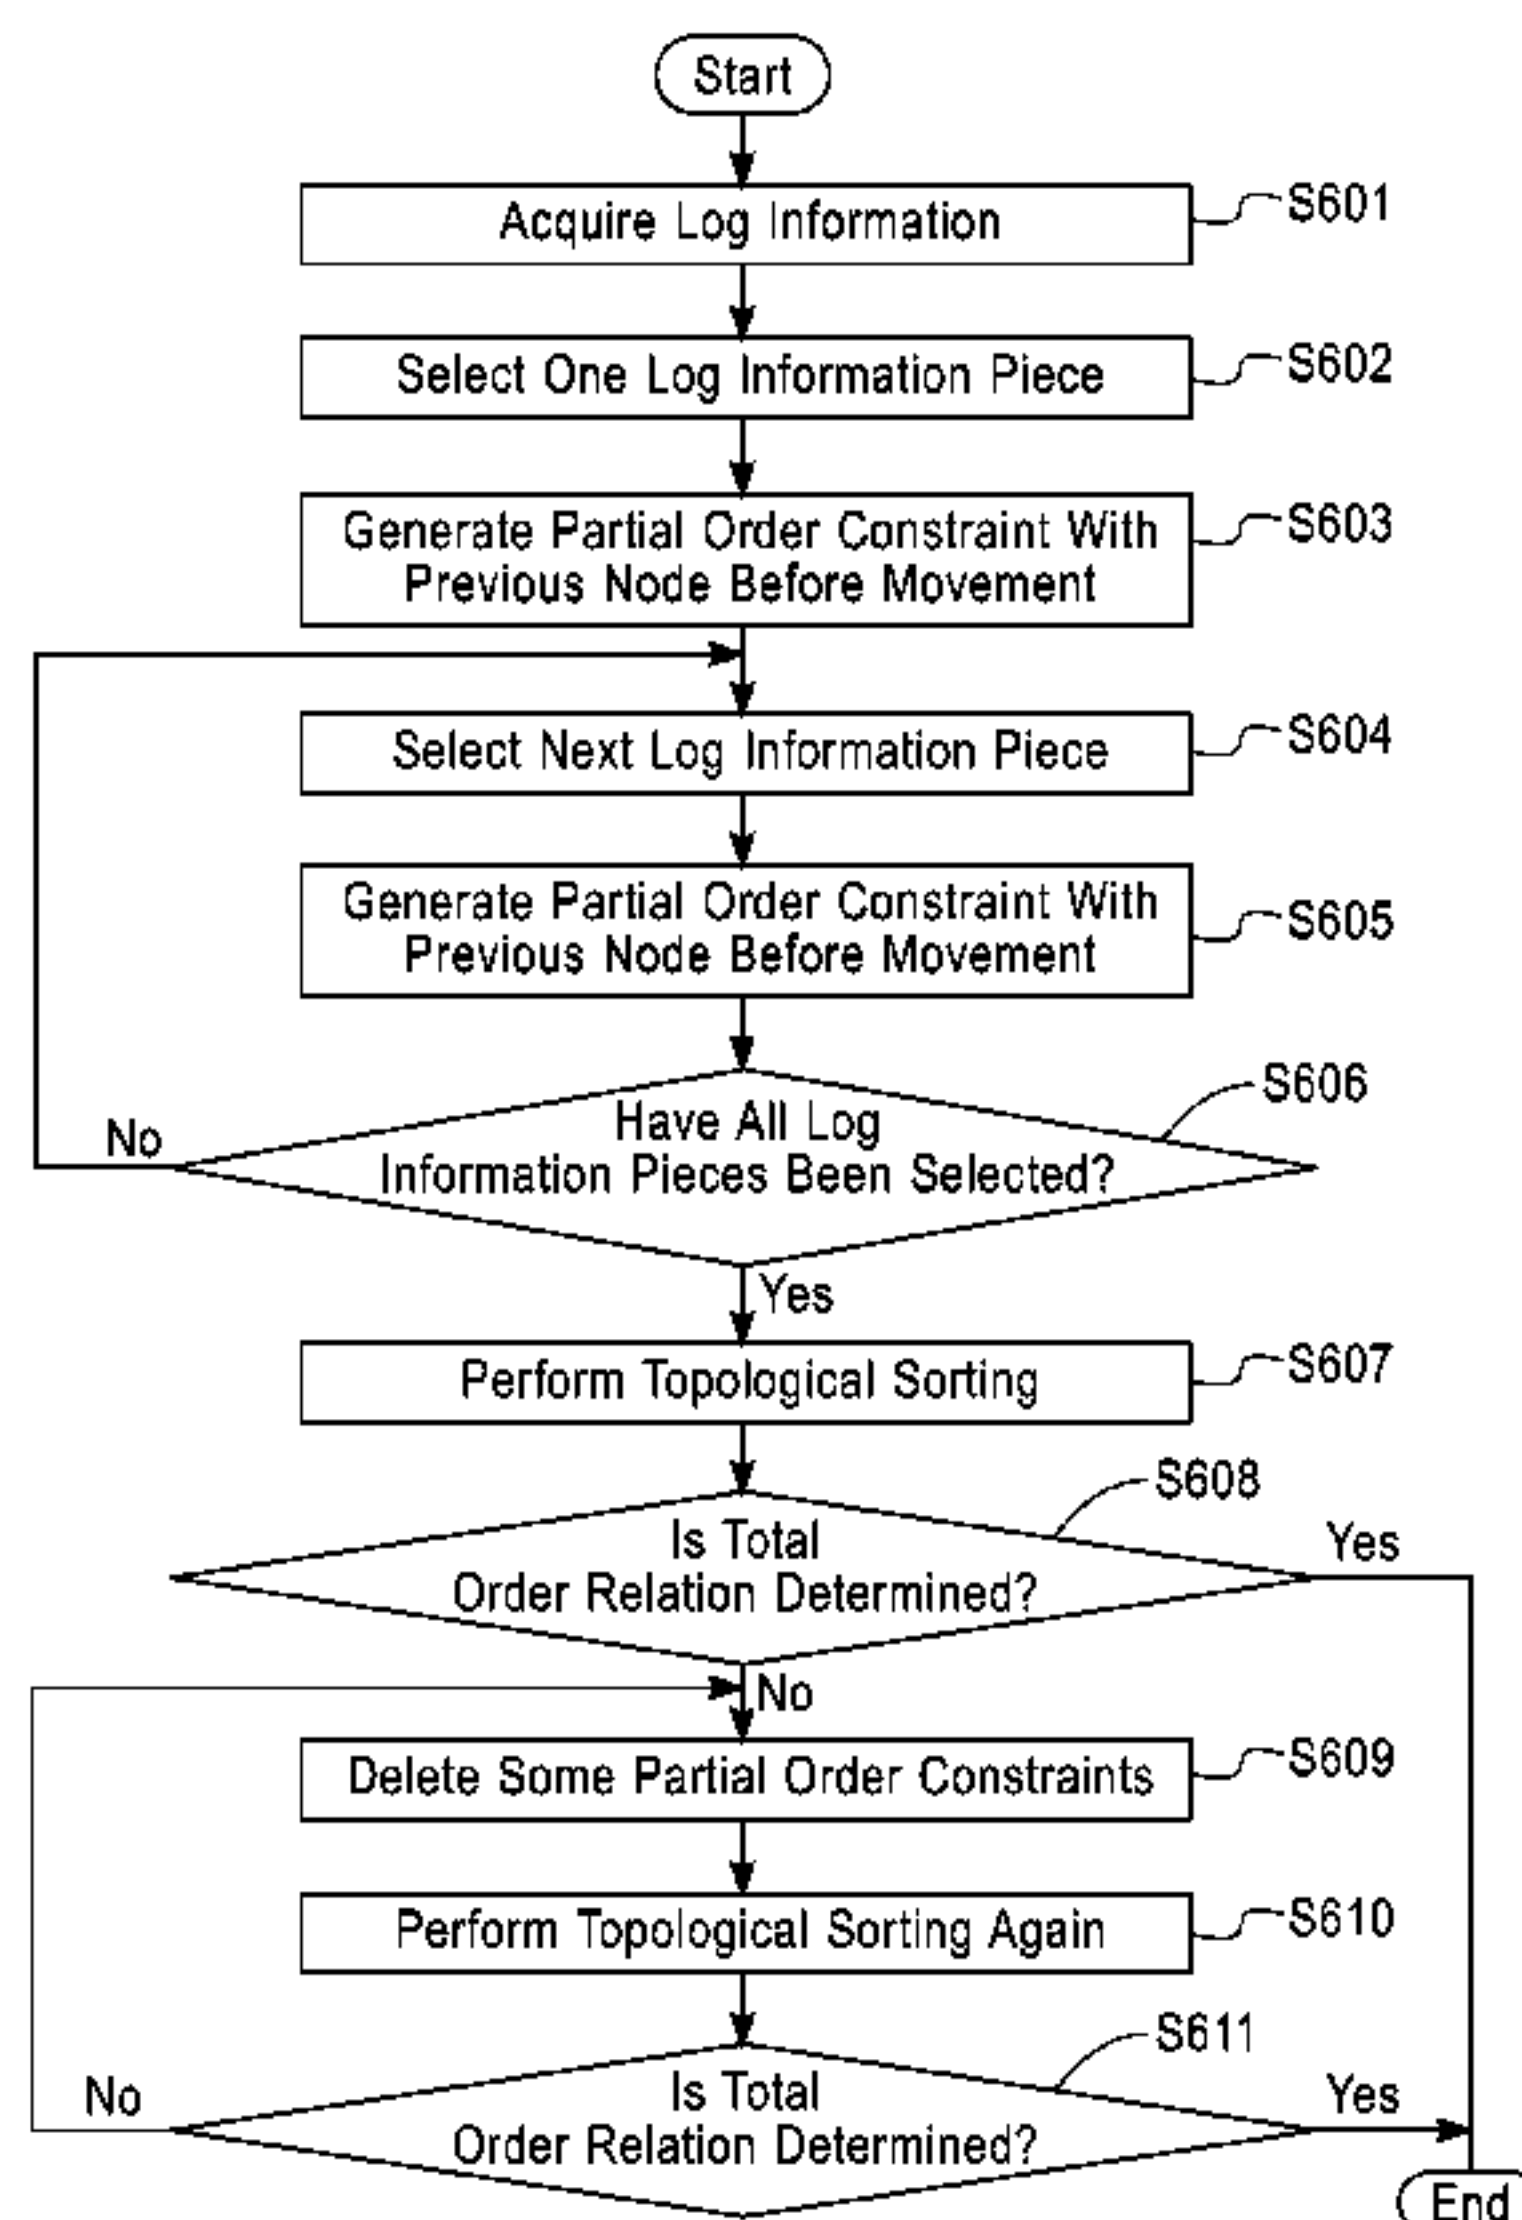 Start
Acquire Log Information
S601
Select One Log Information Piece
S602
Generate Partial Order Constraint With
Previous Node Before Movement
S603
Select Next Log Information Piece
S604
Generate Partial Order Constraint With
Previous Node Before Movement
S605
Have All Log
Information Pieces Been Selected?
S606
No
Yes
Perform Topological Sorting
S607
Is Total
Order Relation Determined?
S608
Yes
No
Delete Some Partial Order Constraints
S609
Perform Topological Sorting Again
S610
Is Total
Order Relation Determined?
S611
No
Yes
End